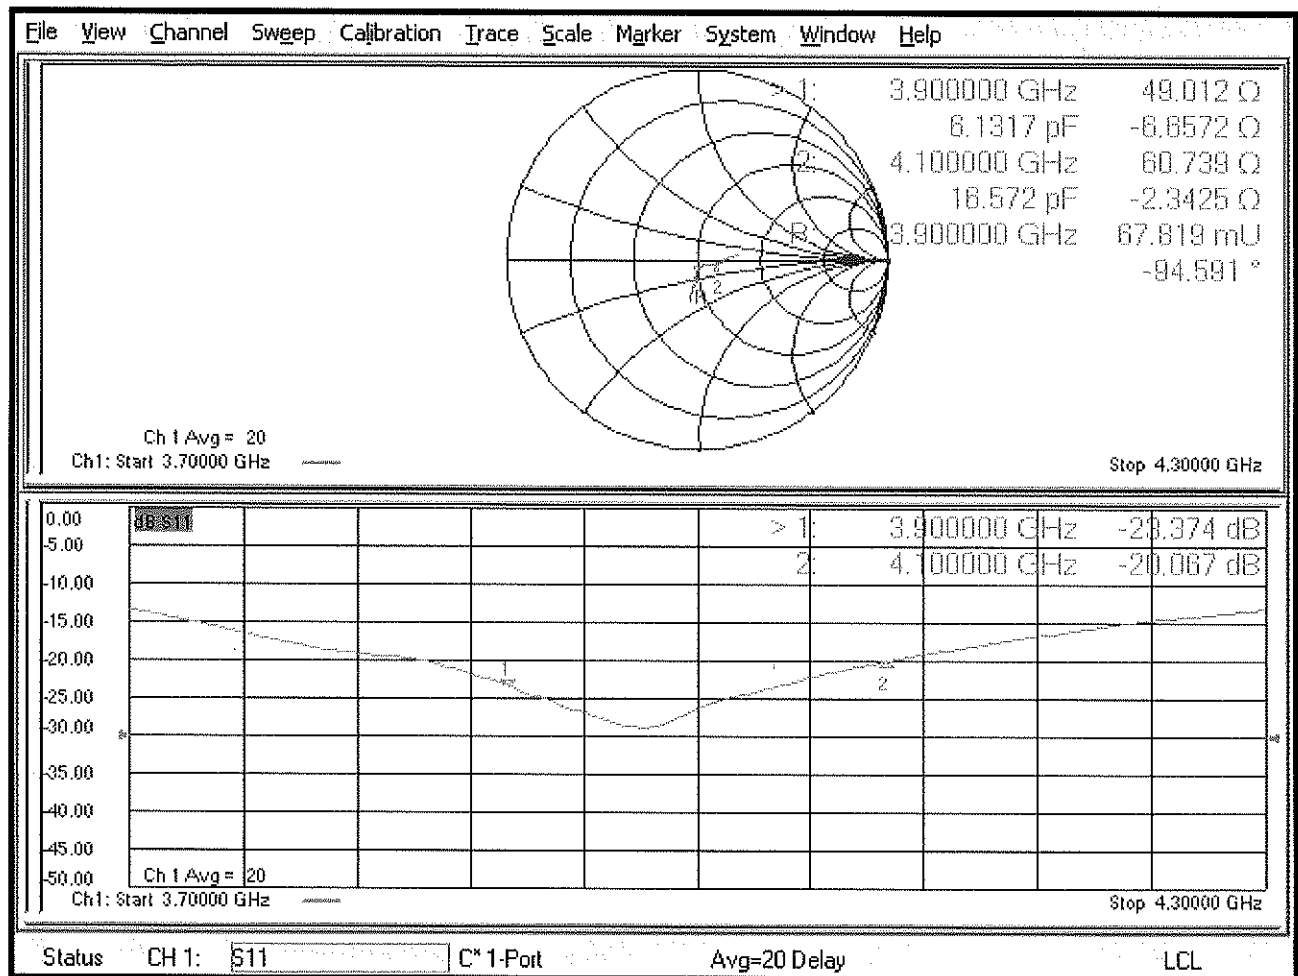 File View Channel Sweep Calibration Trace Scale Marker System Window Help
> 1: 3.900000 GHz 49.012 Ω
6.1317 pF -6.6572 Ω
2: 4.100000 GHz 60.739 Ω
16.572 pF -2.3425 Ω
R: 3.900000 GHz 67.819 mU
-94.591 °
2
Ch 1 Avg = 20
Ch1: Start 3.70000 GHz
Stop 4.30000 GHz
0.00
dB S11
> 1: 3.900000 GHz -23.374 dB
-5.00
2: 4.100000 GHz -20.067 dB
-10.00
-15.00
-20.00
1
2
-25.00
-30.00
-35.00
-40.00
-45.00
-50.00
Ch 1 Avg = 20
Ch1: Start 3.70000 GHz
Stop 4.30000 GHz
Status CH 1: S11 C* 1-Port Avg=20 Delay LCL